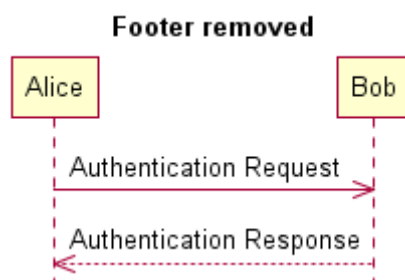 Footer removed
Alice
Bob
Authentication Request
Authentication Response